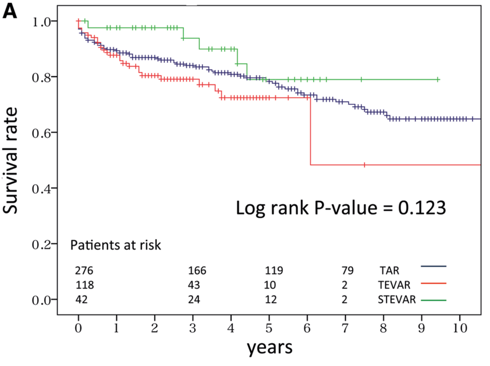 A
1.0
0.8
0.6
0.4
0.2
0.0
Survival rate
Log rank P-value = 0.123
Patients at risk
276 166 119 79 TAR
118 43 10 2 TEVAR
42 24 12 2 STEVAR
0 1 2 3 4 5 6 7 8 9 10
years